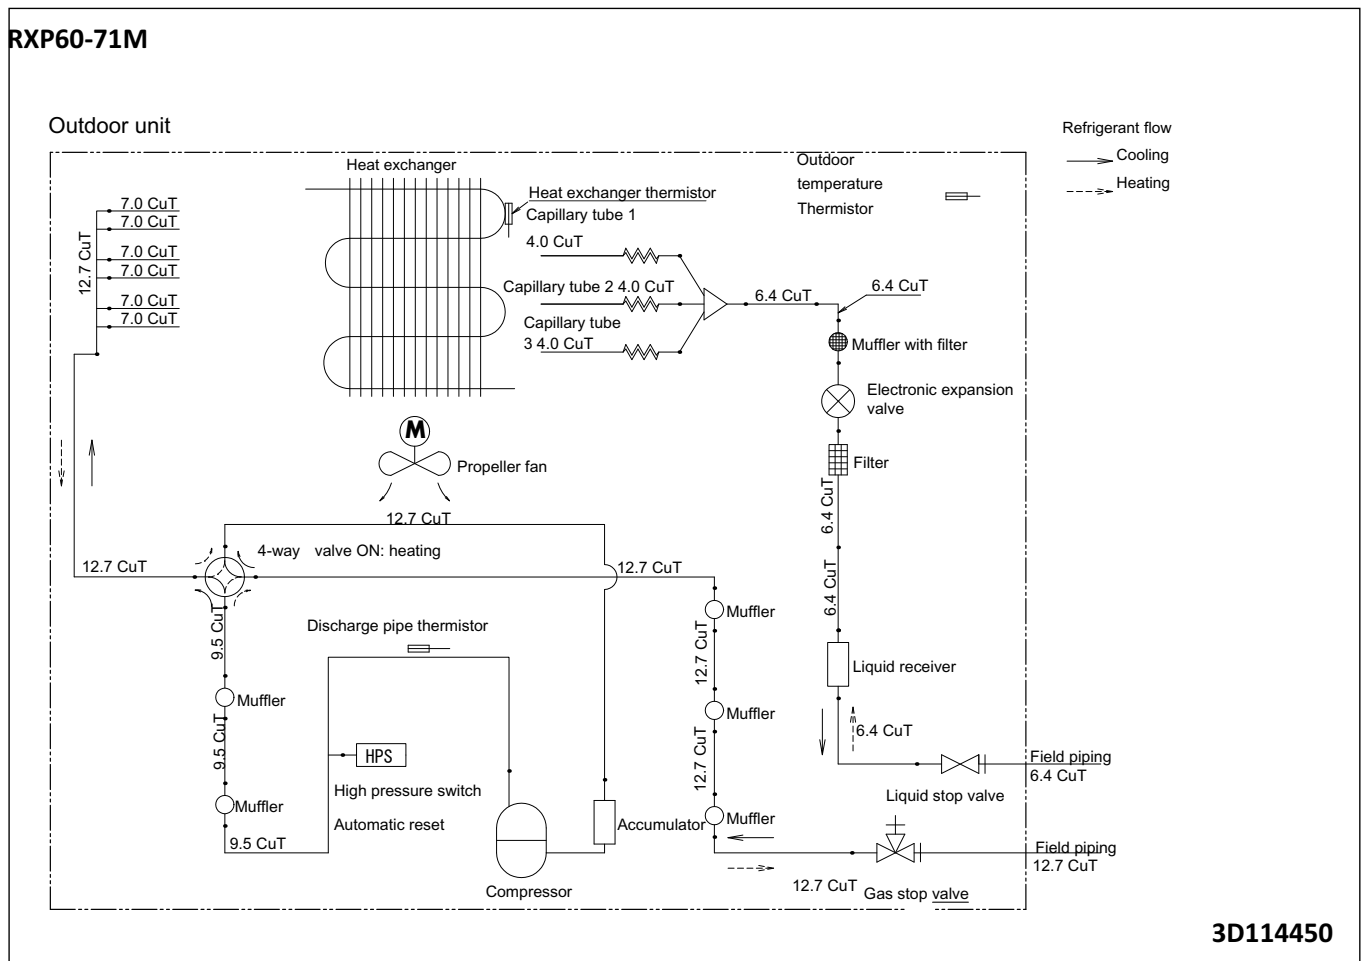 RXP60-71M
Outdoor unit
Refrigerant flow
Cooling
Heating
Heat exchanger
Outdoor
temperature
Thermistor
Heat exchanger thermistor
Capillary tube 1
4.0 CuT
Capillary tube 2 4.0 CuT
Capillary tube
3 4.0 CuT
7.0 CuT
7.0 CuT
7.0 CuT
7.0 CuT
7.0 CuT
7.0 CuT
12.7 CuT
6.4 CuT
6.4 CuT
Muffler with filter
Electronic expansion
valve
Filter
6.4 CuT
6.4 CuT
M
Propeller fan
12.7 CuT
4-way valve ON: heating
12.7 CuT
12.7 CuT
9.5 CuT
Discharge pipe thermistor
Muffler
12.7 CuT
Liquid receiver
Muffler
Muffler
9.5 CuT
12.7 CuT
6.4 CuT
HPS
High pressure switch
Automatic reset
Muffler
9.5 CuT
Accumulator
Muffler
Compressor
Field piping
6.4 CuT
Liquid stop valve
Field piping
12.7 CuT
12.7 CuT
Gas stop valve
3D114450